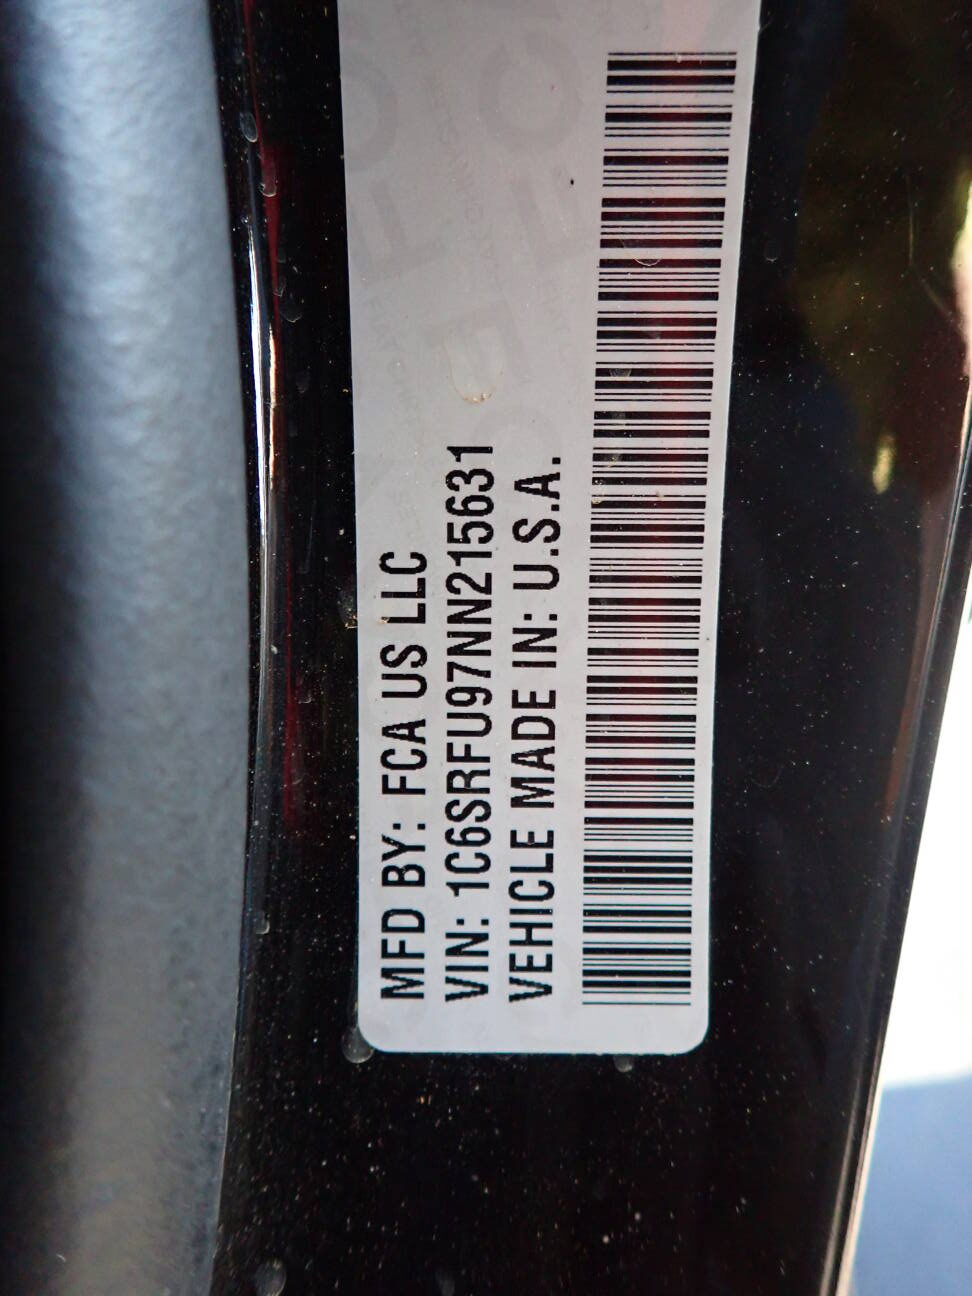 MFD BY: FCA US LLC
VIN: 1C6SRFU97NN215631
VEHICLE MADE IN: U.S.A.